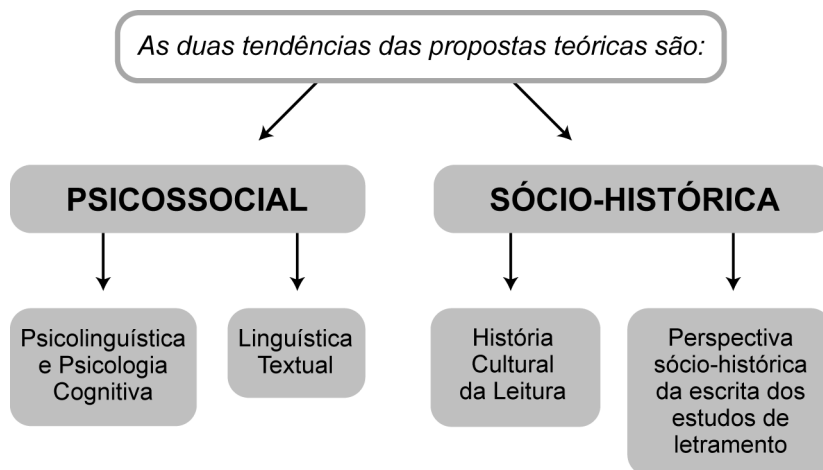 As duas tendências das propostas teóricas são:
PSICOSSOCIAL
SÓCIO-HISTÓRICA
Psicolinguística
e Psicologia
Cognitiva
Linguística
Textual
História
Cultural
da Leitura
Perspectiva
sócio-histórica
da escrita dos
estudos de
letramento